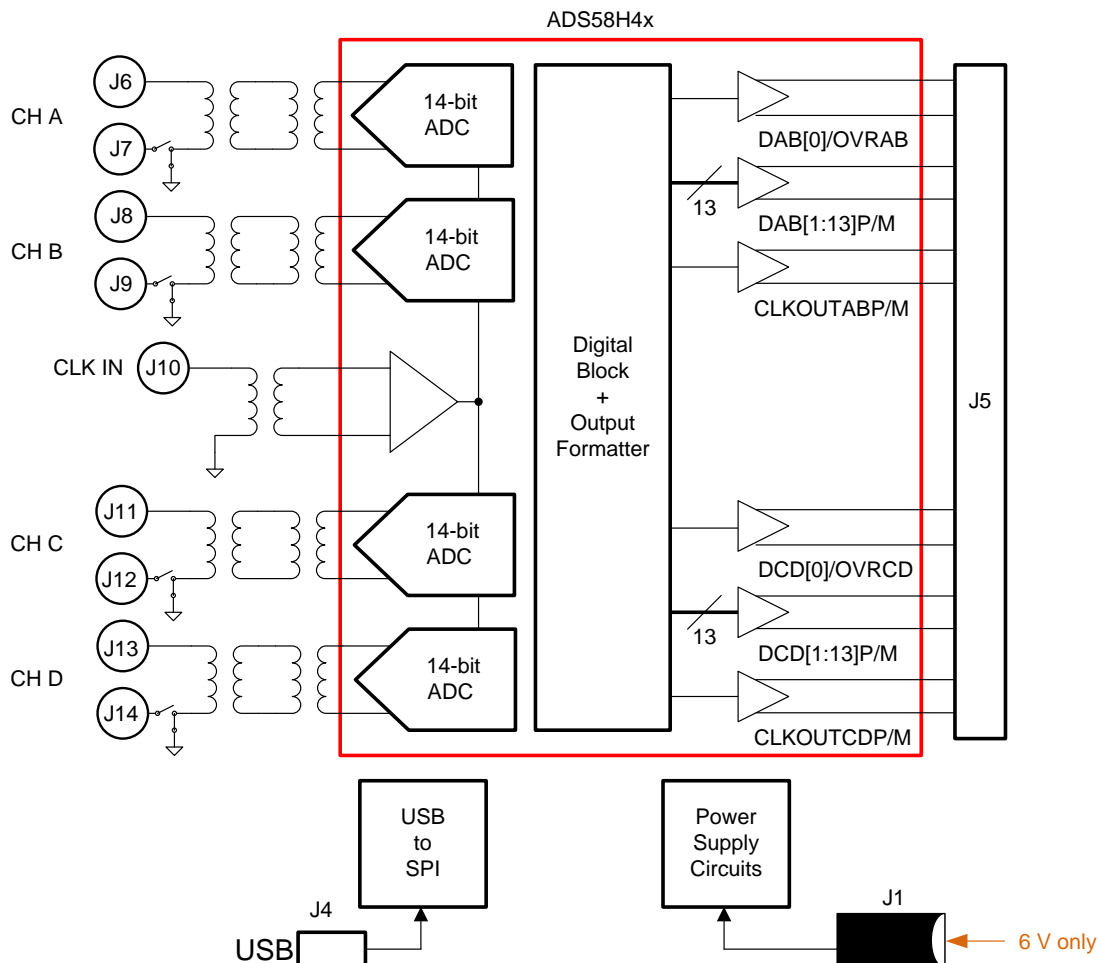 ADS58H4x
J6
CH A
J7
14-bit
ADC
J8
CH B
J9
14-bit
ADC
CLK IN
J10
J11
CH C
J12
14-bit
ADC
J13
CH D
J14
14-bit
ADC
Digital
Block
+
Output
Formatter
DAB[0]/OVRAB
13
DAB[1:13]P/M
CLKOUTABP/M
DCD[0]/OVRCD
13
DCD[1:13]P/M
CLKOUTCDP/M
J5
USB
to
SPI
Power
Supply
Circuits
J4
USB
J1
6 V only